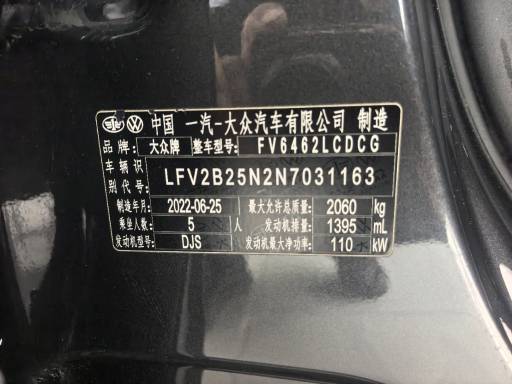 中国 一汽-大众汽车有限公司 制造
品牌: 大众牌 整车型号: FV6462LCDCG
车辆识别代号: LFV2B25N2N7031163
制造年月: 2022-06-25 最大允许总质量: 2060 kg
乘坐人数: 5 人 发动机排量: 1395 mL
发动机型号: DJS 发动机最大净功率: 110 kW